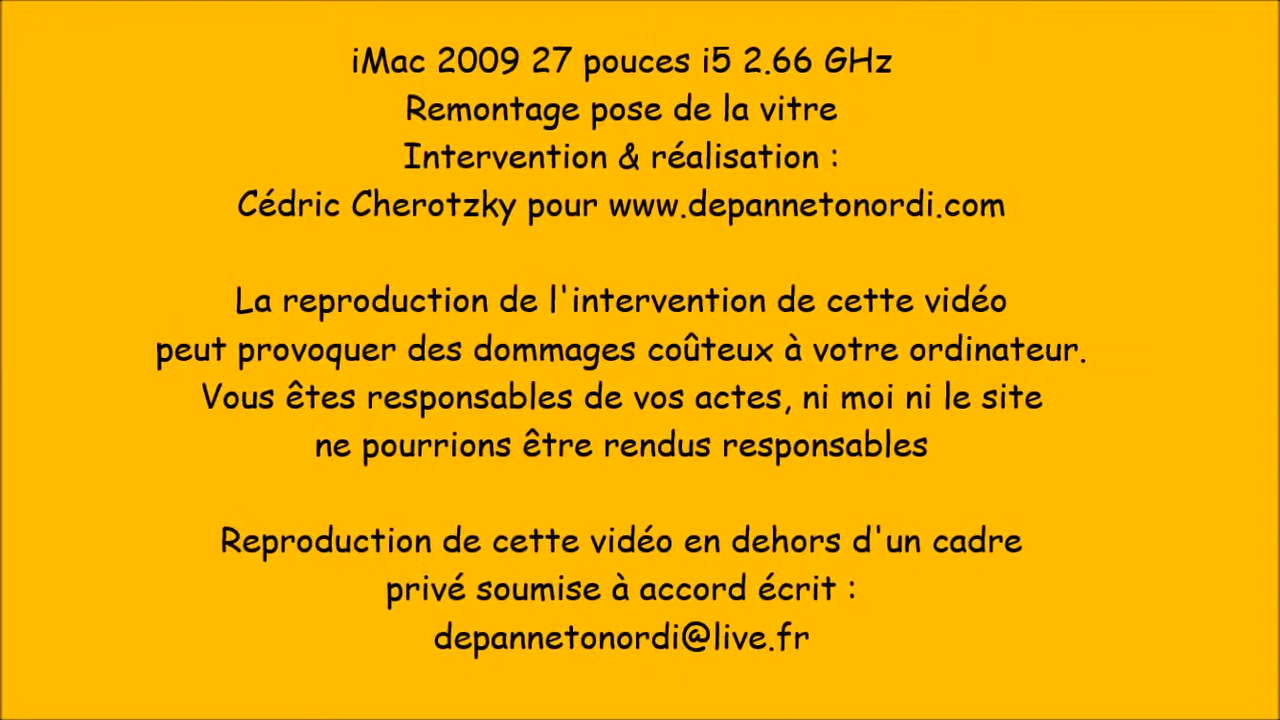 iMac 2009 27 pouces i5 2.66 GHz
Remontage pose de la vitre
Intervention & réalisation :
Cédric Cherotzky pour www.depannetonordi.com
La reproduction de l'intervention de cette vidéo
peut provoquer des dommages coûteux à votre ordinateur.
Vous êtes responsables de vos actes, ni moi ni le site
ne pourrions être rendus responsables
Reproduction de cette vidéo en dehors d'un cadre
privé soumise à accord écrit :
depannetonordi@live.fr